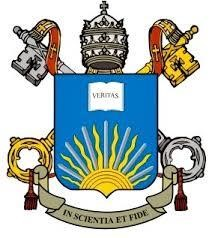 VERITAS
IN SCIENTIA ET FIDE